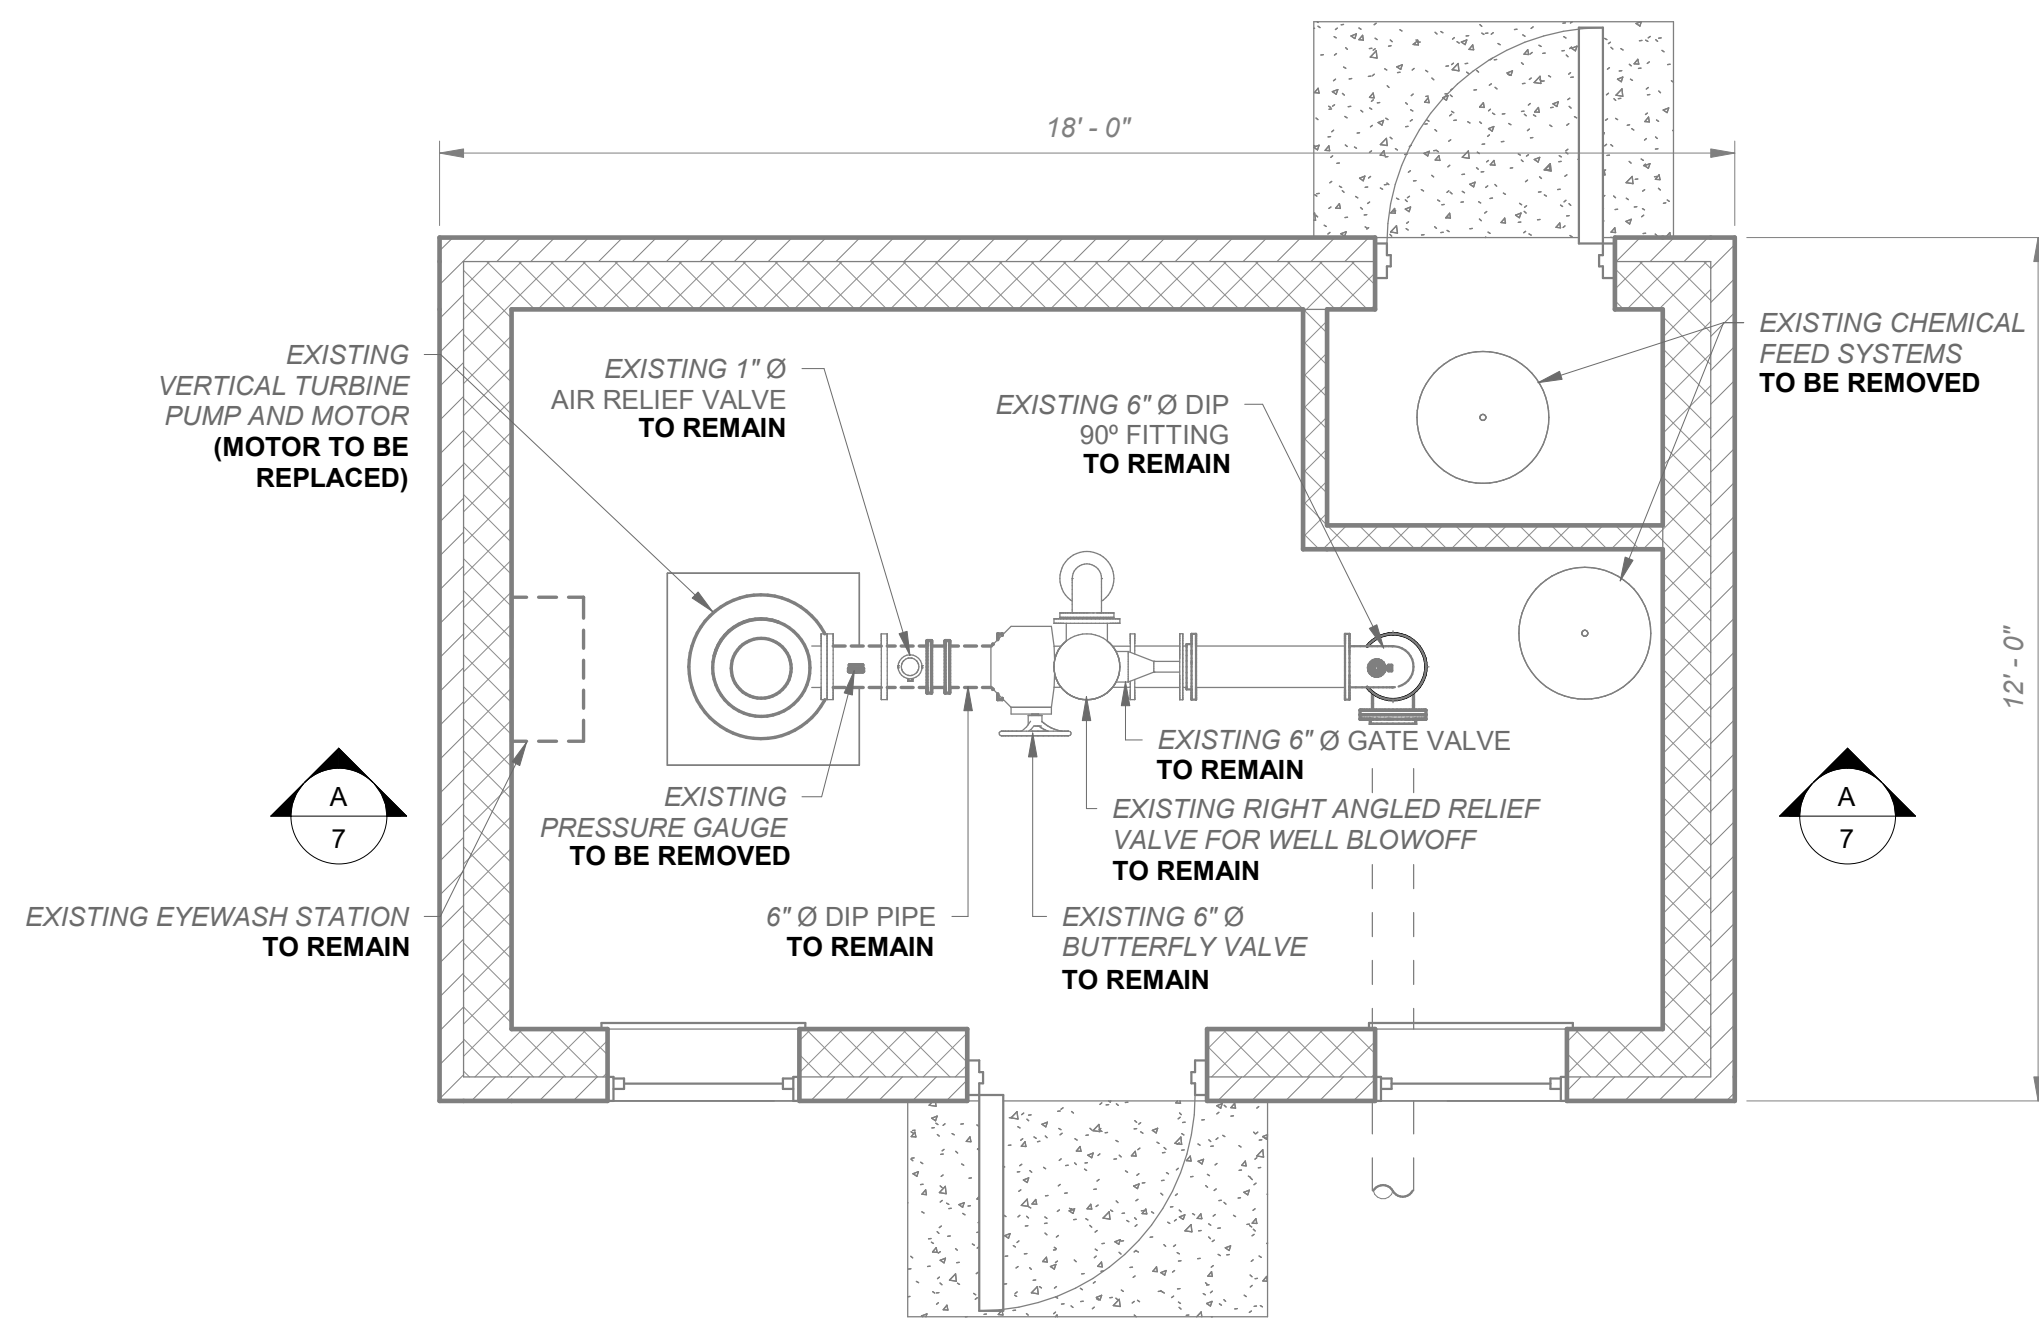 18' - 0"
EXISTING
VERTICAL TURBINE
PUMP AND MOTOR
(MOTOR TO BE
REPLACED)
EXISTING 1" Ø
AIR RELIEF VALVE
TO REMAIN
EXISTING 6" Ø DIP
90º FITTING
TO REMAIN
EXISTING CHEMICAL
FEED SYSTEMS
TO BE REMOVED
12' - 0"
EXISTING 6" Ø GATE VALVE
TO REMAIN
A
7
EXISTING
PRESSURE GAUGE
TO BE REMOVED
EXISTING RIGHT ANGLED RELIEF
VALVE FOR WELL BLOWOFF
TO REMAIN
A
7
EXISTING EYEWASH STATION
TO REMAIN
6" Ø DIP PIPE
TO REMAIN
EXISTING 6" Ø
BUTTERFLY VALVE
TO REMAIN